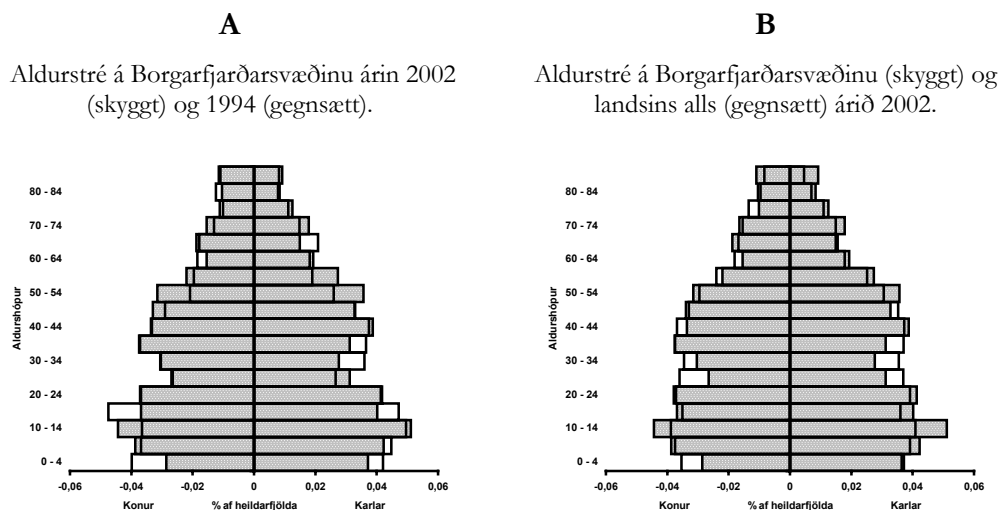 A
Aldurstré á Borgarfjarðarsvæðinu árin 2002
(skyggt) og 1994 (gegnsætt).
80 - 84
70 - 74
60 - 64
50 - 54
40 - 44
30 - 34
20 - 24
10 - 14
0 - 4
Aldurshópur
-0,06 -0,04 -0,02 0 0,02 0,04 0,06
Konur % af heildarfjölda Karlar
B
Aldurstré á Borgarfjarðarsvæðinu (skyggt) og
landsins alls (gegnsætt) árið 2002.
80 - 84
70 - 74
60 - 64
50 - 54
40 - 44
30 - 34
20 - 24
10 - 14
0 - 4
Aldurshópur
-0,06 -0,04 -0,02 0 0,02 0,04 0,06
Konur % af heildarfjölda Karlar